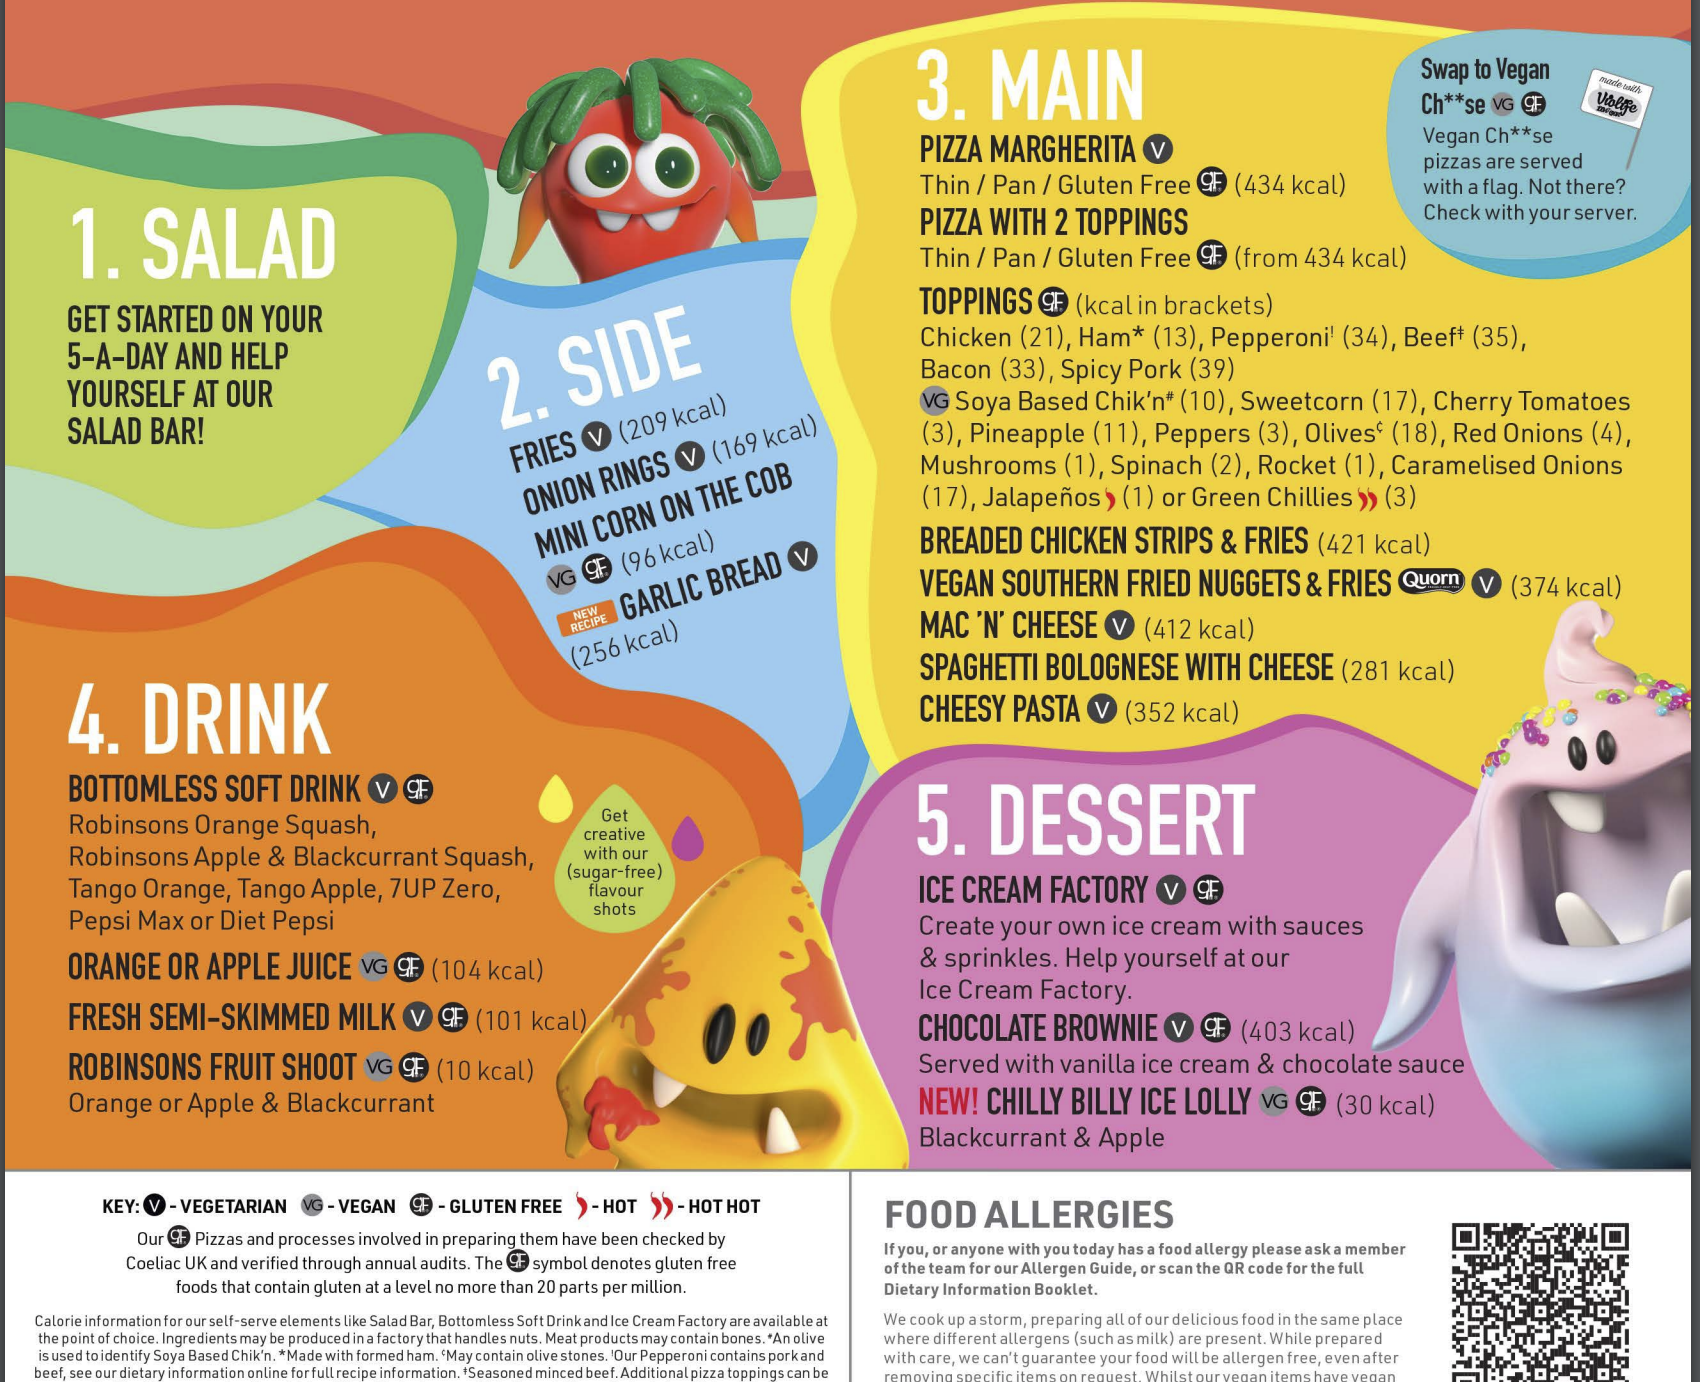 1. SALAD
GET STARTED ON YOUR
5-A-DAY AND HELP
YOURSELF AT OUR
SALAD BAR!
2. SIDE
FRIES V (209 kcal)
ONION RINGS V (169 kcal)
MINI CORN ON THE COB
VG GF (96 kcal)
NEW
RECIPE
GARLIC BREAD V
(256 kcal)
3. MAIN
PIZZA MARGHERITA V
Thin / Pan / Gluten Free GF (434 kcal)
PIZZA WITH 2 TOPPINGS
Thin / Pan / Gluten Free GF (from 434 kcal)
TOPPINGS GF (kcal in brackets)
Chicken (21), Ham* (13), Pepperoni! (34), Beef‡ (35),
Bacon (33), Spicy Pork (39)
VG Soya Based Chik'n# (10), Sweetcorn (17), Cherry Tomatoes
(3), Pineapple (11), Peppers (3), Olives¢ (18), Red Onions (4),
Mushrooms (1), Spinach (2), Rocket (1), Caramelised Onions
(17), Jalapeños (1) or Green Chillies (3)
BREADED CHICKEN STRIPS & FRIES (421 kcal)
VEGAN SOUTHERN FRIED NUGGETS & FRIES Quorn V (374 kcal)
MAC 'N' CHEESE V (412 kcal)
SPAGHETTI BOLOGNESE WITH CHEESE (281 kcal)
CHEESY PASTA V (352 kcal)
Swap to Vegan
Ch**se VG GF
Vegan Ch**se
pizzas are served
with a flag. Not there?
Check with your server.
made with
Violife
4. DRINK
BOTTOMLESS SOFT DRINK V GF
Robinsons Orange Squash,
Robinsons Apple & Blackcurrant Squash,
Tango Orange, Tango Apple, 7UP Zero,
Pepsi Max or Diet Pepsi
ORANGE OR APPLE JUICE VG GF (104 kcal)
FRESH SEMI-SKIMMED MILK V GF (101 kcal)
ROBINSONS FRUIT SHOOT VG GF (10 kcal)
Orange or Apple & Blackcurrant
Get
creative
with our
(sugar-free)
flavour
shots
5. DESSERT
ICE CREAM FACTORY V GF
Create your own ice cream with sauces
& sprinkles. Help yourself at our
Ice Cream Factory.
CHOCOLATE BROWNIE V GF (403 kcal)
Served with vanilla ice cream & chocolate sauce
NEW! CHILLY BILLY ICE LOLLY VG GF (30 kcal)
Blackcurrant & Apple
KEY: V - VEGETARIAN VG - VEGAN GF - GLUTEN FREE - HOT - HOT HOT
Our GF Pizzas and processes involved in preparing them have been checked by
Coeliac UK and verified through annual audits. The GF symbol denotes gluten free
foods that contain gluten at a level no more than 20 parts per million.
Calorie information for our self-serve elements like Salad Bar, Bottomless Soft Drink and Ice Cream Factory are available at
the point of choice. Ingredients may be produced in a factory that handles nuts. Meat products may contain bones. #An olive
is used to identify Soya Based Chik'n. *Made with formed ham. ¢May contain olive stones. !Our Pepperoni contains pork and
beef, see our dietary information online for full recipe information. ‡Seasoned minced beef. Additional pizza toppings can be
FOOD ALLERGIES
If you, or anyone with you today has a food allergy please ask a member
of the team for our Allergen Guide, or scan the QR code for the full
Dietary Information Booklet.
We cook up a storm, preparing all of our delicious food in the same place
where different allergens (such as milk) are present. While prepared
with care, we can't guarantee your food will be allergen free, even after
removing specific items on request. Whilst our vegan items have vegan